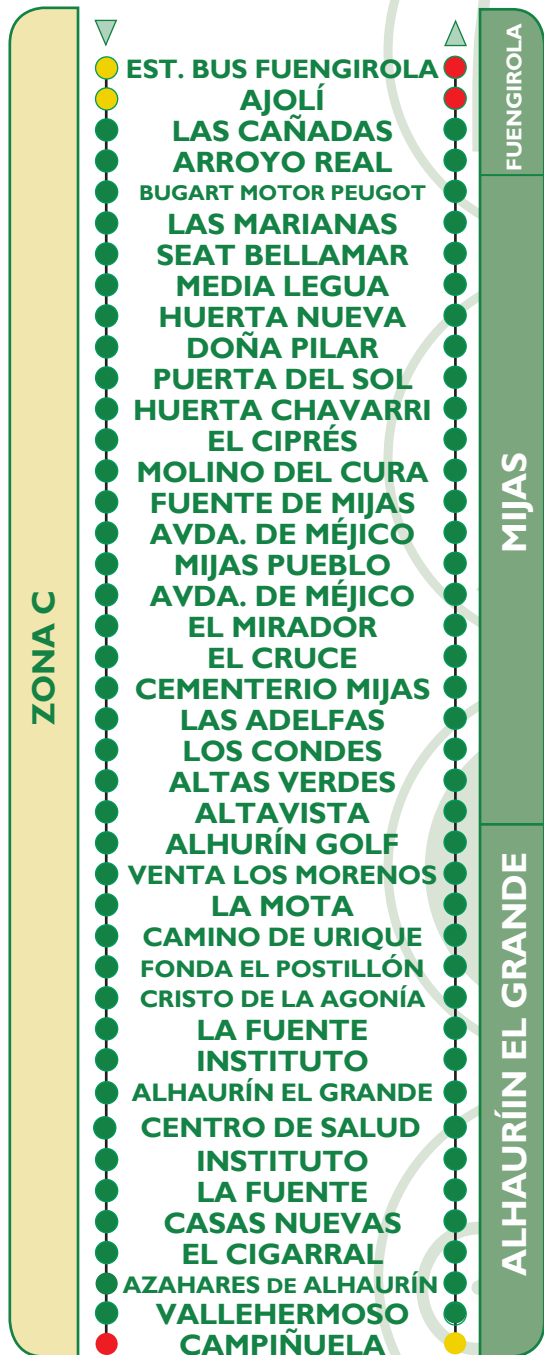 ZONA C
EST. BUS FUENGIROLA
AJOLÍ
LAS CAÑADAS
ARROYO REAL
BUGART MOTOR PEUGOT
LAS MARIANAS
SEAT BELLAMAR
MEDIA LEGUA
HUERTA NUEVA
DOÑA PILAR
PUERTA DEL SOL
HUERTA CHAVARRI
EL CIPRÉS
MOLINO DEL CURA
FUENTE DE MIJAS
AVDA. DE MÉJICO
MIJAS PUEBLO
AVDA. DE MÉJICO
EL MIRADOR
EL CRUCE
CEMENTERIO MIJAS
LAS ADELFAS
LOS CONDES
ALTAS VERDES
ALTAVISTA
ALHURÍN GOLF
VENTA LOS MORENOS
LA MOTA
CAMINO DE URIQUE
FONDA EL POSTILLÓN
CRISTO DE LA AGONÍA
LA FUENTE
INSTITUTO
ALHAURÍN EL GRANDE
CENTRO DE SALUD
INSTITUTO
LA FUENTE
CASAS NUEVAS
EL CIGARRAL
AZAHARES DE ALHAURÍN
VALLEHERMOSO
CAMPIÑUELA
FUENGIROLA
MIJAS
ALHAURÍIN EL GRANDE